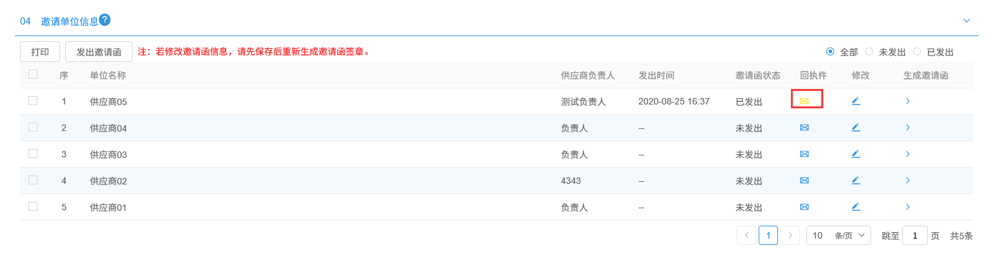 04 邀请单位信息?
打印 发出邀请函 注：若修改邀请函信息，请先保存后重新生成邀请函签章。 全部 未发出 已发出
序 单位名称 供应商负责人 发出时间 邀请函状态 回执件 修改 生成邀请函
1 供应商05 测试负责人 2020-08-25 16:37 已发出
2 供应商04 负责人 -- 未发出
3 供应商03 负责人 -- 未发出
4 供应商02 4343 -- 未发出
5 供应商01 负责人 -- 未发出
1 10 条/页 跳至 1 页 共5条